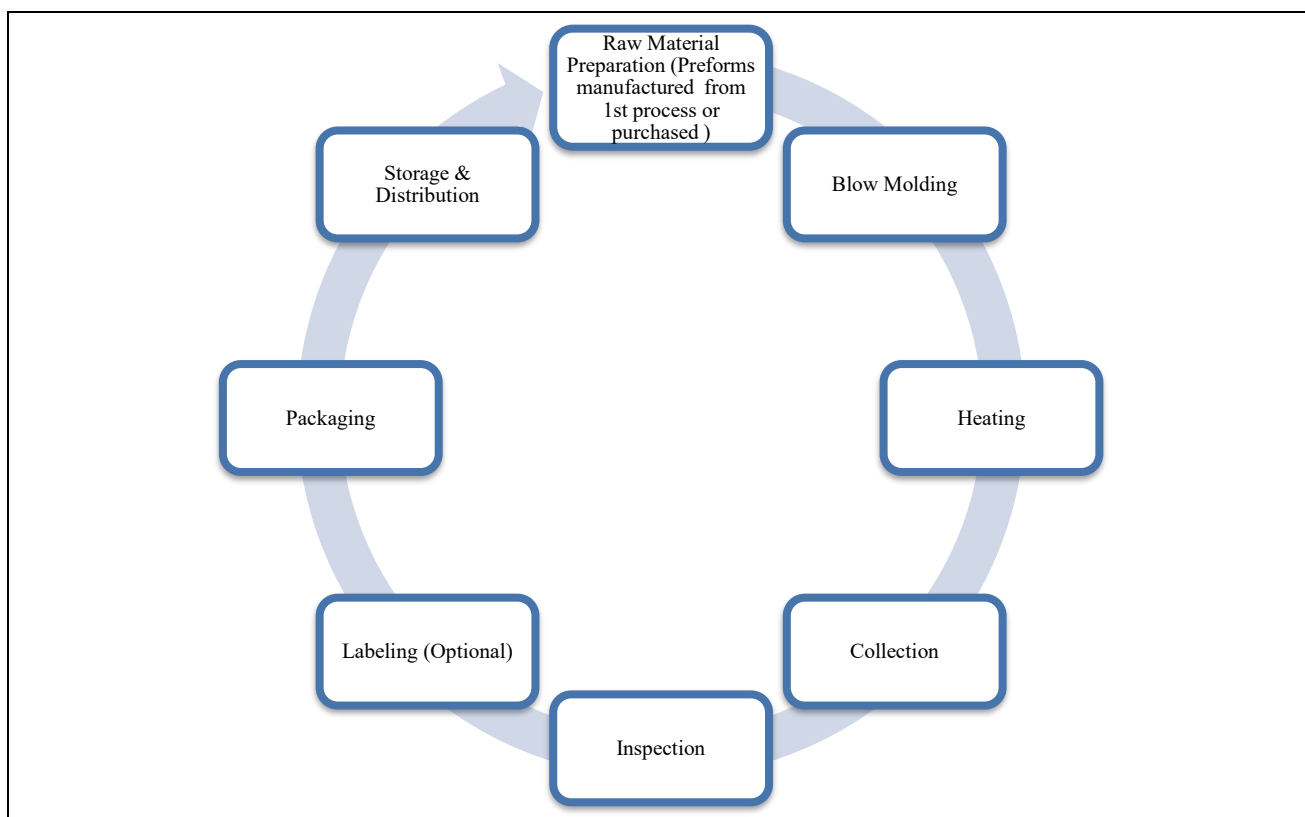 Raw Material
Preparation (Preforms
manufactured  from
1st process or
purchased )
Blow Molding
Heating
Collection
Inspection
Labeling (Optional)
Packaging
Storage &
Distribution